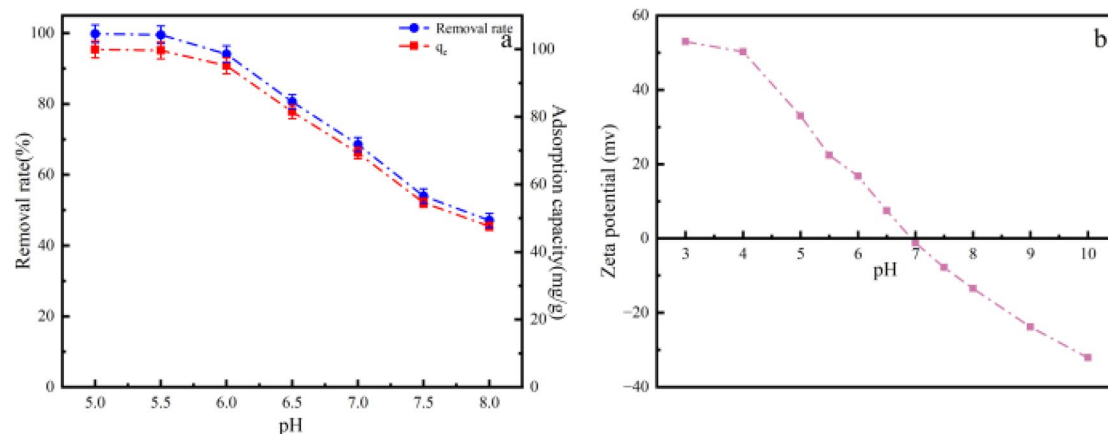 a
Removal rate
qe
100
80
60
40
20
0
Removal rate(%)
100
80
60
40
20
0
Adsorption capacity(mg/g)
5.0 5.5 6.0 6.5 7.0 7.5 8.0
pH
b
60
40
20
0
−20
−40
Zeta potential (mv)
3 4 5 6 7 8 9 10
pH